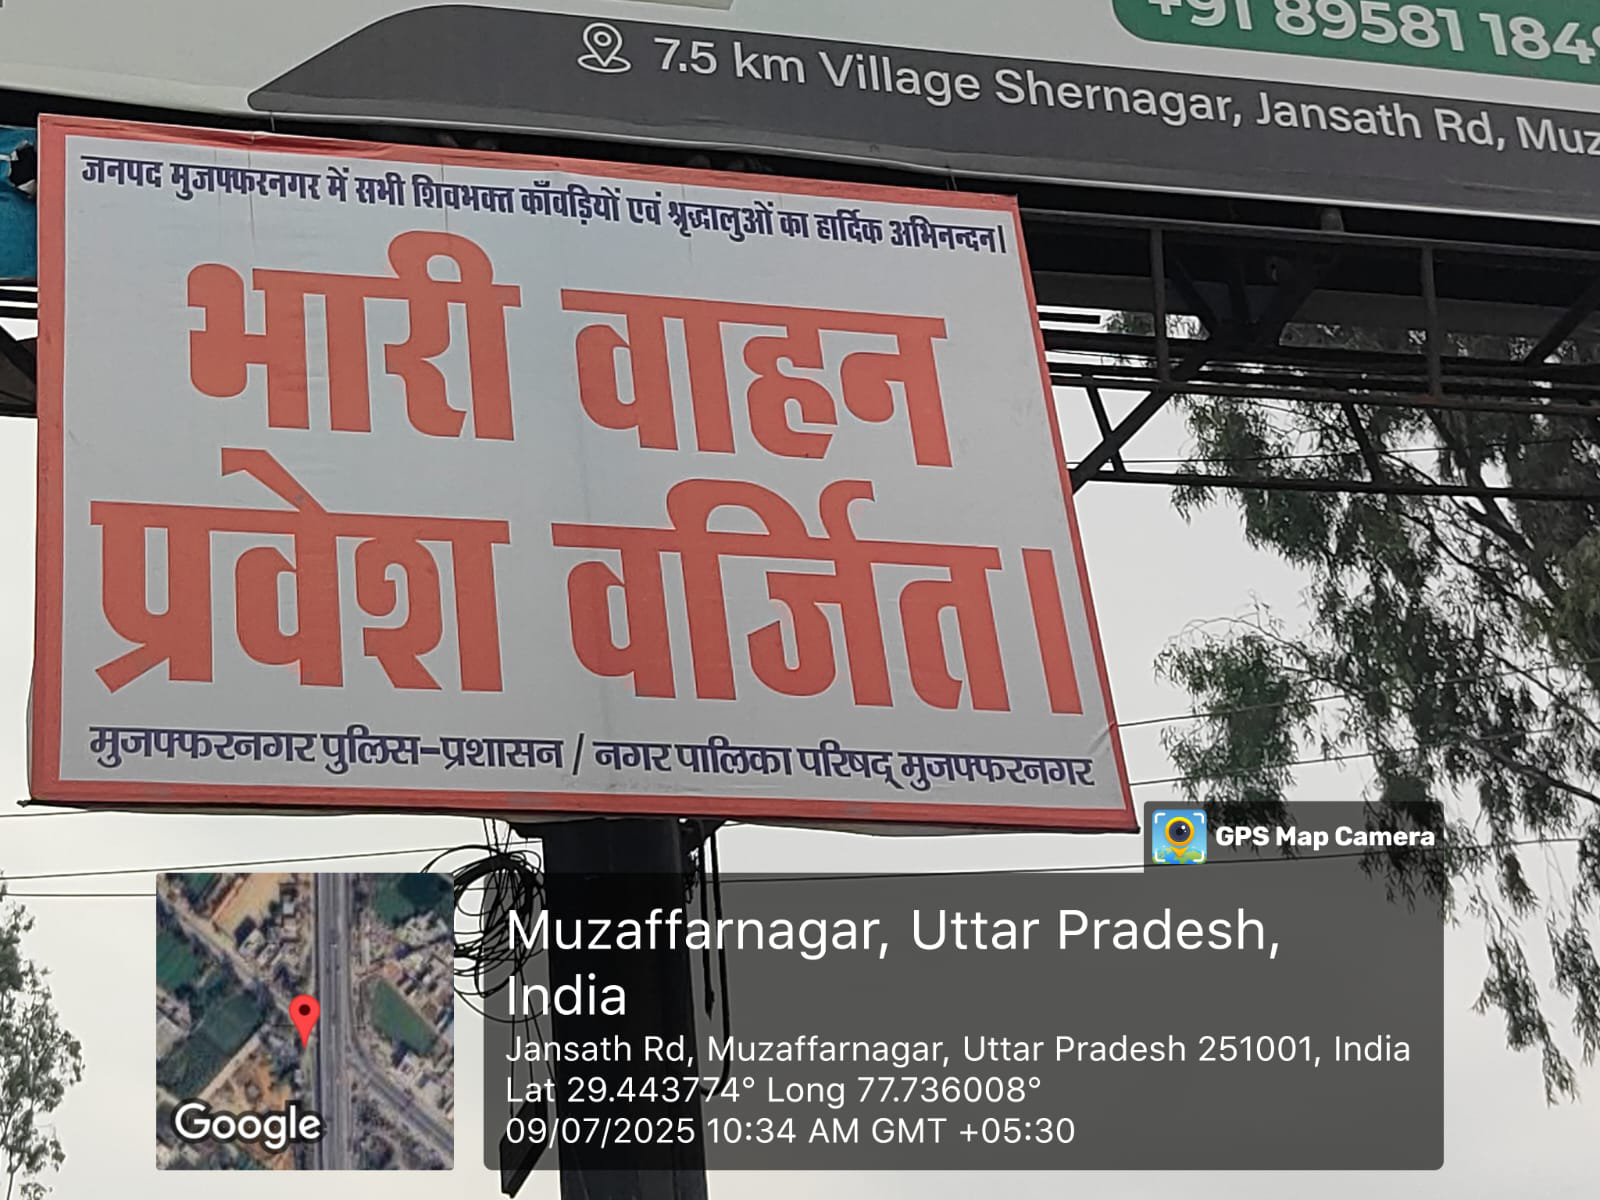 +91 89581 184
7.5 km Village Shernagar, Jansath Rd, Muz
जनपद मुजफ्फरनगर में सभी शिवभक्त काँवड़ियों एवं श्रृद्धालुओं का हार्दिक अभिनन्दन।
भारी वाहन
प्रवेश वर्जित।
मुजफ्फरनगर पुलिस-प्रशासन / नगर पालिका परिषद् मुजफ्फरनगर
GPS Map Camera
Muzaffarnagar, Uttar Pradesh,
India
Jansath Rd, Muzaffarnagar, Uttar Pradesh 251001, India
Lat 29.443774° Long 77.736008°
09/07/2025 10:34 AM GMT +05:30
Google